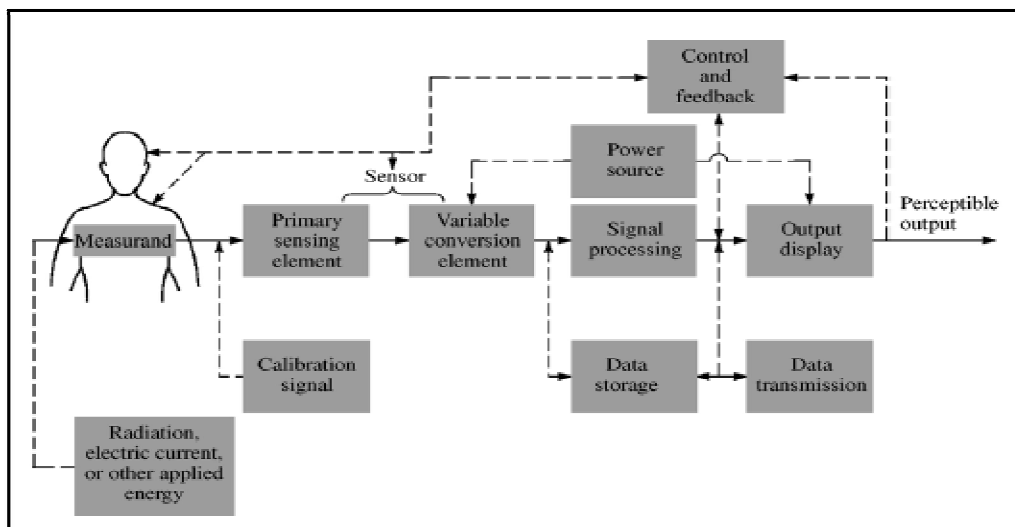 Control
and
feedback
Power
source
Sensor
Perceptible
output
Measurand
Primary
sensing
element
Variable
conversion
element
Signal
processing
Output
display
Calibration
signal
Data
storage
Data
transmission
Radiation,
electric current,
or other applied
energy